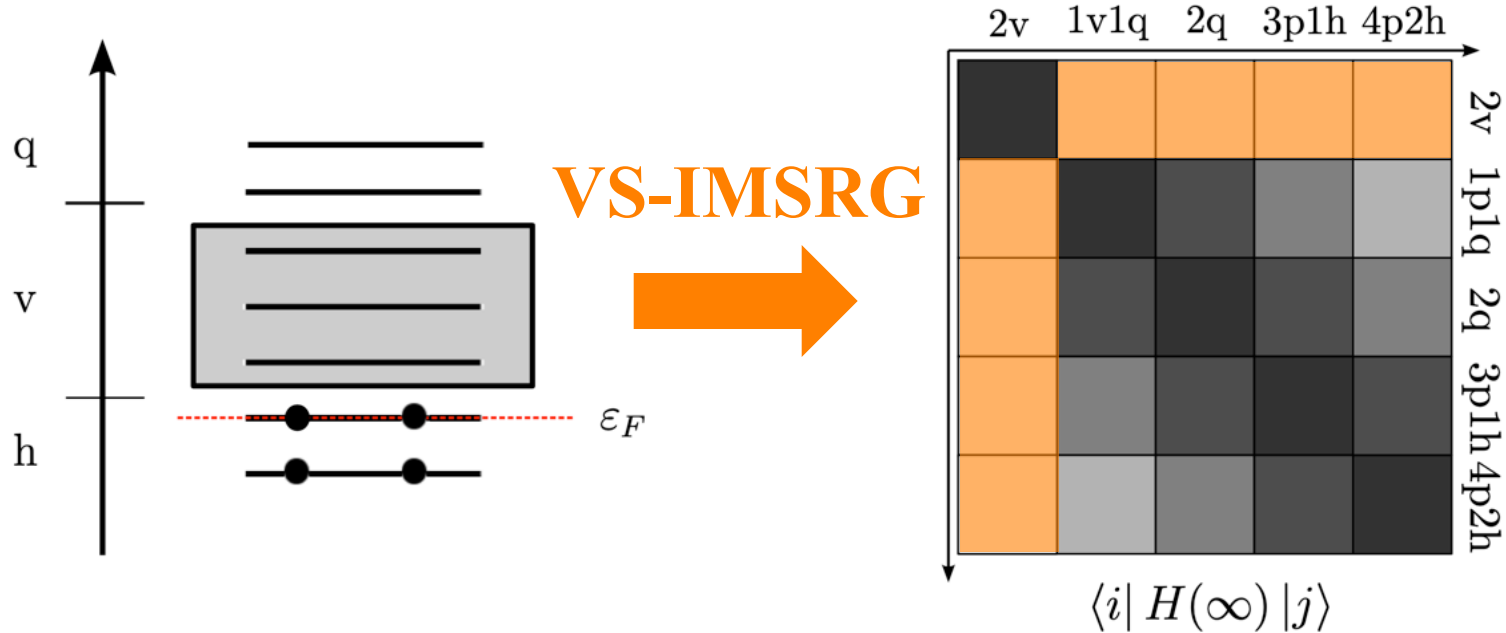 q
v
h
εF
VS-IMSRG
2v 1v1q 2q 3p1h 4p2h
2v
1p1q
2q
3p1h
4p2h
⟨i| H(∞) |j⟩